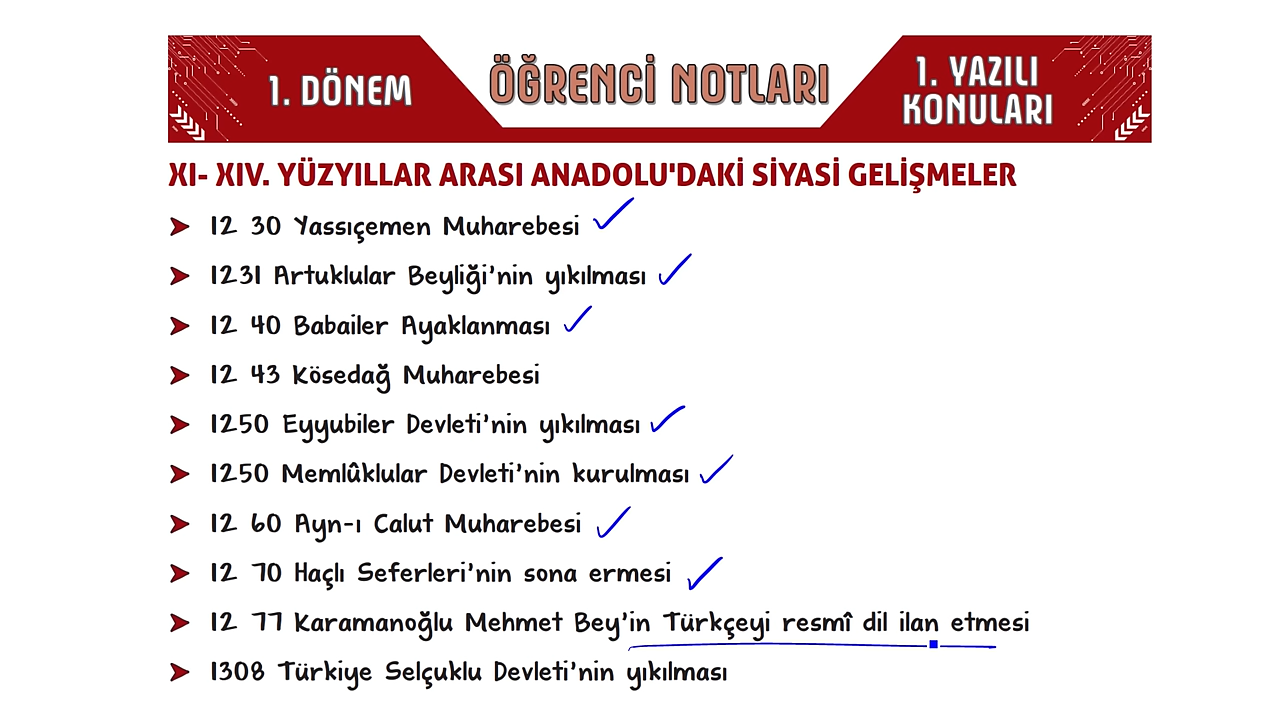 1. DÖNEM
ÖĞRENCİ NOTLARI
1. YAZILI
KONULARI
XI- XIV. YÜZYILLAR ARASI ANADOLU'DAKİ SİYASİ GELİŞMELER
12 30 Yassıçemen Muharebesi
1231 Artuklular Beyliği'nin yıkılması
12 40 Babailer Ayaklanması
12 43 Kösedağ Muharebesi
1250 Eyyubiler Devleti'nin yıkılması
1250 Memlûklular Devleti'nin kurulması
12 60 Ayn-ı Calut Muharebesi
12 70 Haçlı Seferleri'nin sona ermesi
12 77 Karamanoğlu Mehmet Bey'in Türkçeyi resmî dil ilan etmesi
1308 Türkiye Selçuklu Devleti'nin yıkılması